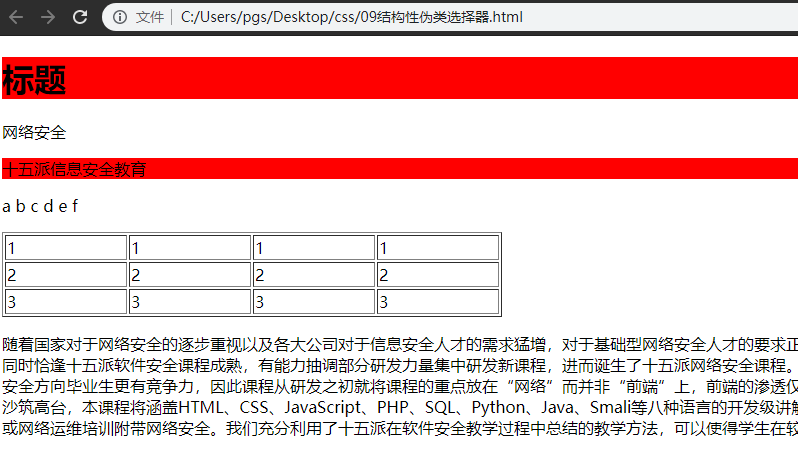 文件 C:/Users/pgs/Desktop/css/09结构性伪类选择器.html
标题
网络安全
十五派信息安全教育
a b c d e f
1 1 1 1
2 2 2 2
3 3 3 3
随着国家对于网络安全的逐步重视以及各大公司对于信息安全人才的需求猛增，对于基础型网络安全人才的要求正
同时恰逢十五派软件安全课程成熟，有能力抽调部分研发力量集中研发新课程，进而诞生了十五派网络安全课程。
安全方向毕业生更有竞争力，因此课程从研发之初就将课程的重点放在“网络”而并非“前端”上，前端的渗透仅
沙筑高台，本课程将涵盖HTML、CSS、JavaScript、PHP、SQL、Python、Java、Smali等八种语言的开发级讲解
或网络运维培训附带网络安全。我们充分利用了十五派在软件安全教学过程中总结的教学方法，可以使得学生在较